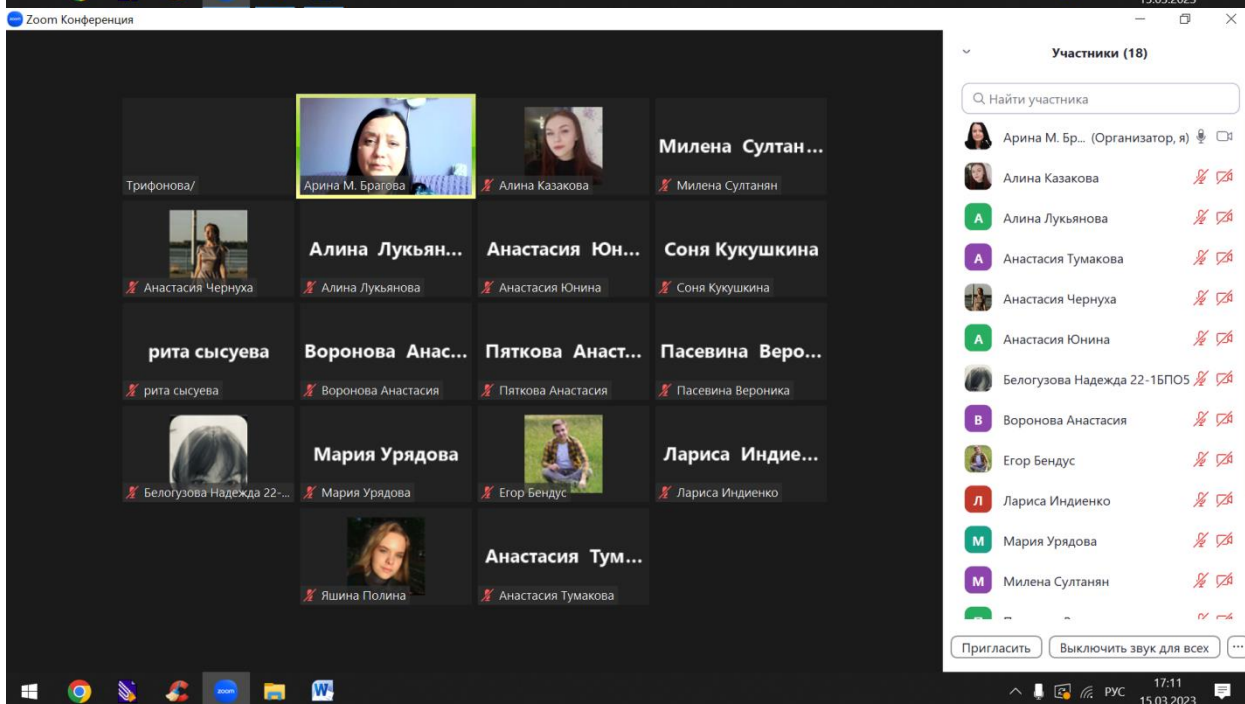 15.03.2023
Zoom Конференция
Участники (18)
Найти участника
Трифонова/
Арина М. Брагова
Алина Казакова
Милена Султан...
Милена Султанян
Анастасия Чернуха
Алина Лукьян...
Алина Лукьянова
Анастасия Юн...
Анастасия Юнина
Соня Кукушкина
Соня Кукушкина
рита сысуева
рита сысуева
Воронова Анас...
Воронова Анастасия
Пяткова Анаст...
Пяткова Анастасия
Пасевина Веро...
Пасевина Вероника
Белогузова Надежда 22-...
Мария Урядова
Мария Урядова
Егор Бендус
Лариса Индие...
Лариса Индиенко
Яшина Полина
Анастасия Тум...
Анастасия Тумакова
Арина М. Бр... (Организатор, я)
Алина Казакова
А Алина Лукьянова
А Анастасия Тумакова
Анастасия Чернуха
А Анастасия Юнина
Белогузова Надежда 22-1БПО5
В Воронова Анастасия
Егор Бендус
Л Лариса Индиенко
М Мария Урядова
М Милена Султанян
Пригласить
Выключить звук для всех
...
zoom
W
РУС
17:11
15.03.2023